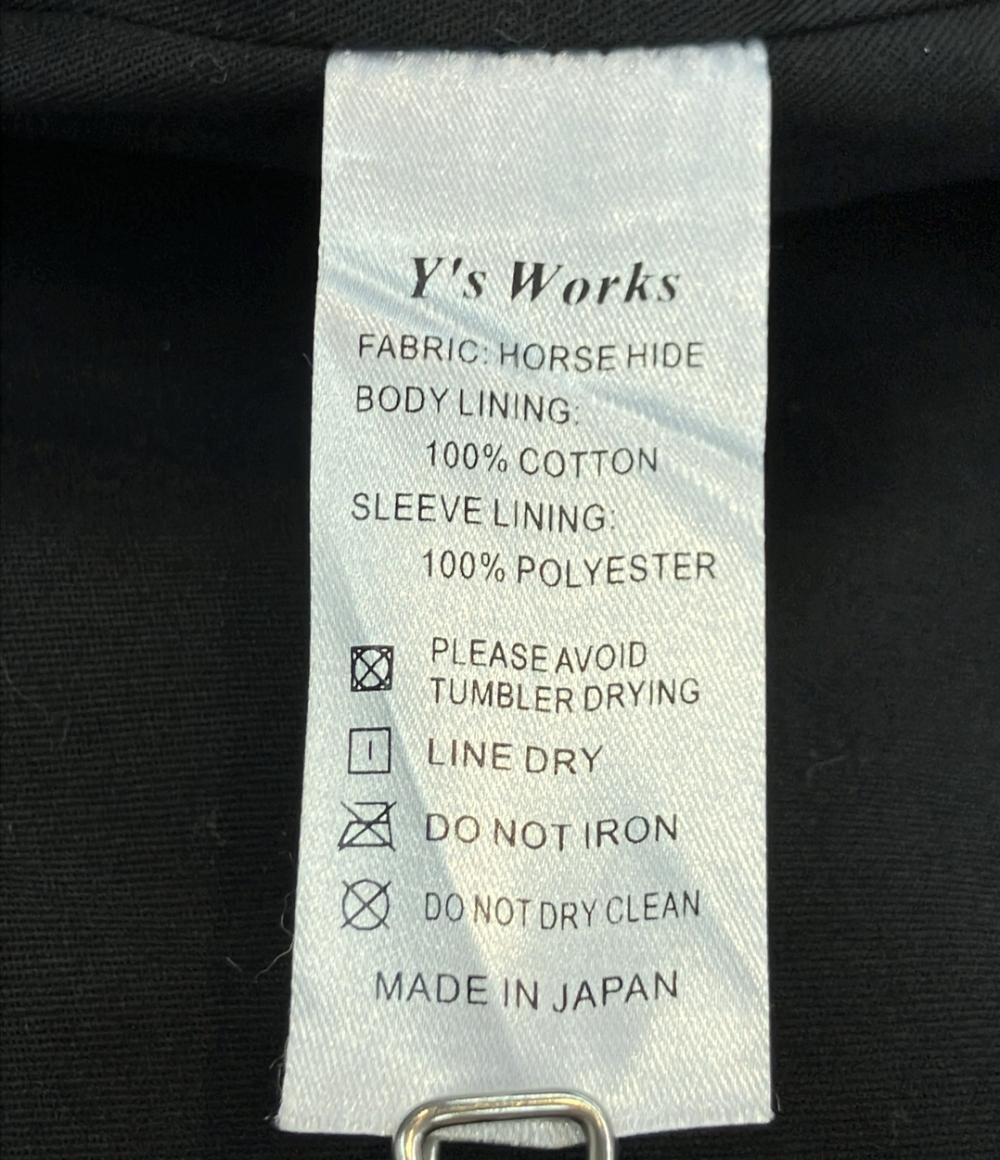 Y's Works
FABRIC: HORSE HIDE
BODY LINING:
100% COTTON
SLEEVE LINING:
100% POLYESTER
PLEASE AVOID
TUMBLER DRYING
LINE DRY
DO NOT IRON
DO NOT DRY CLEAN
MADE IN JAPAN